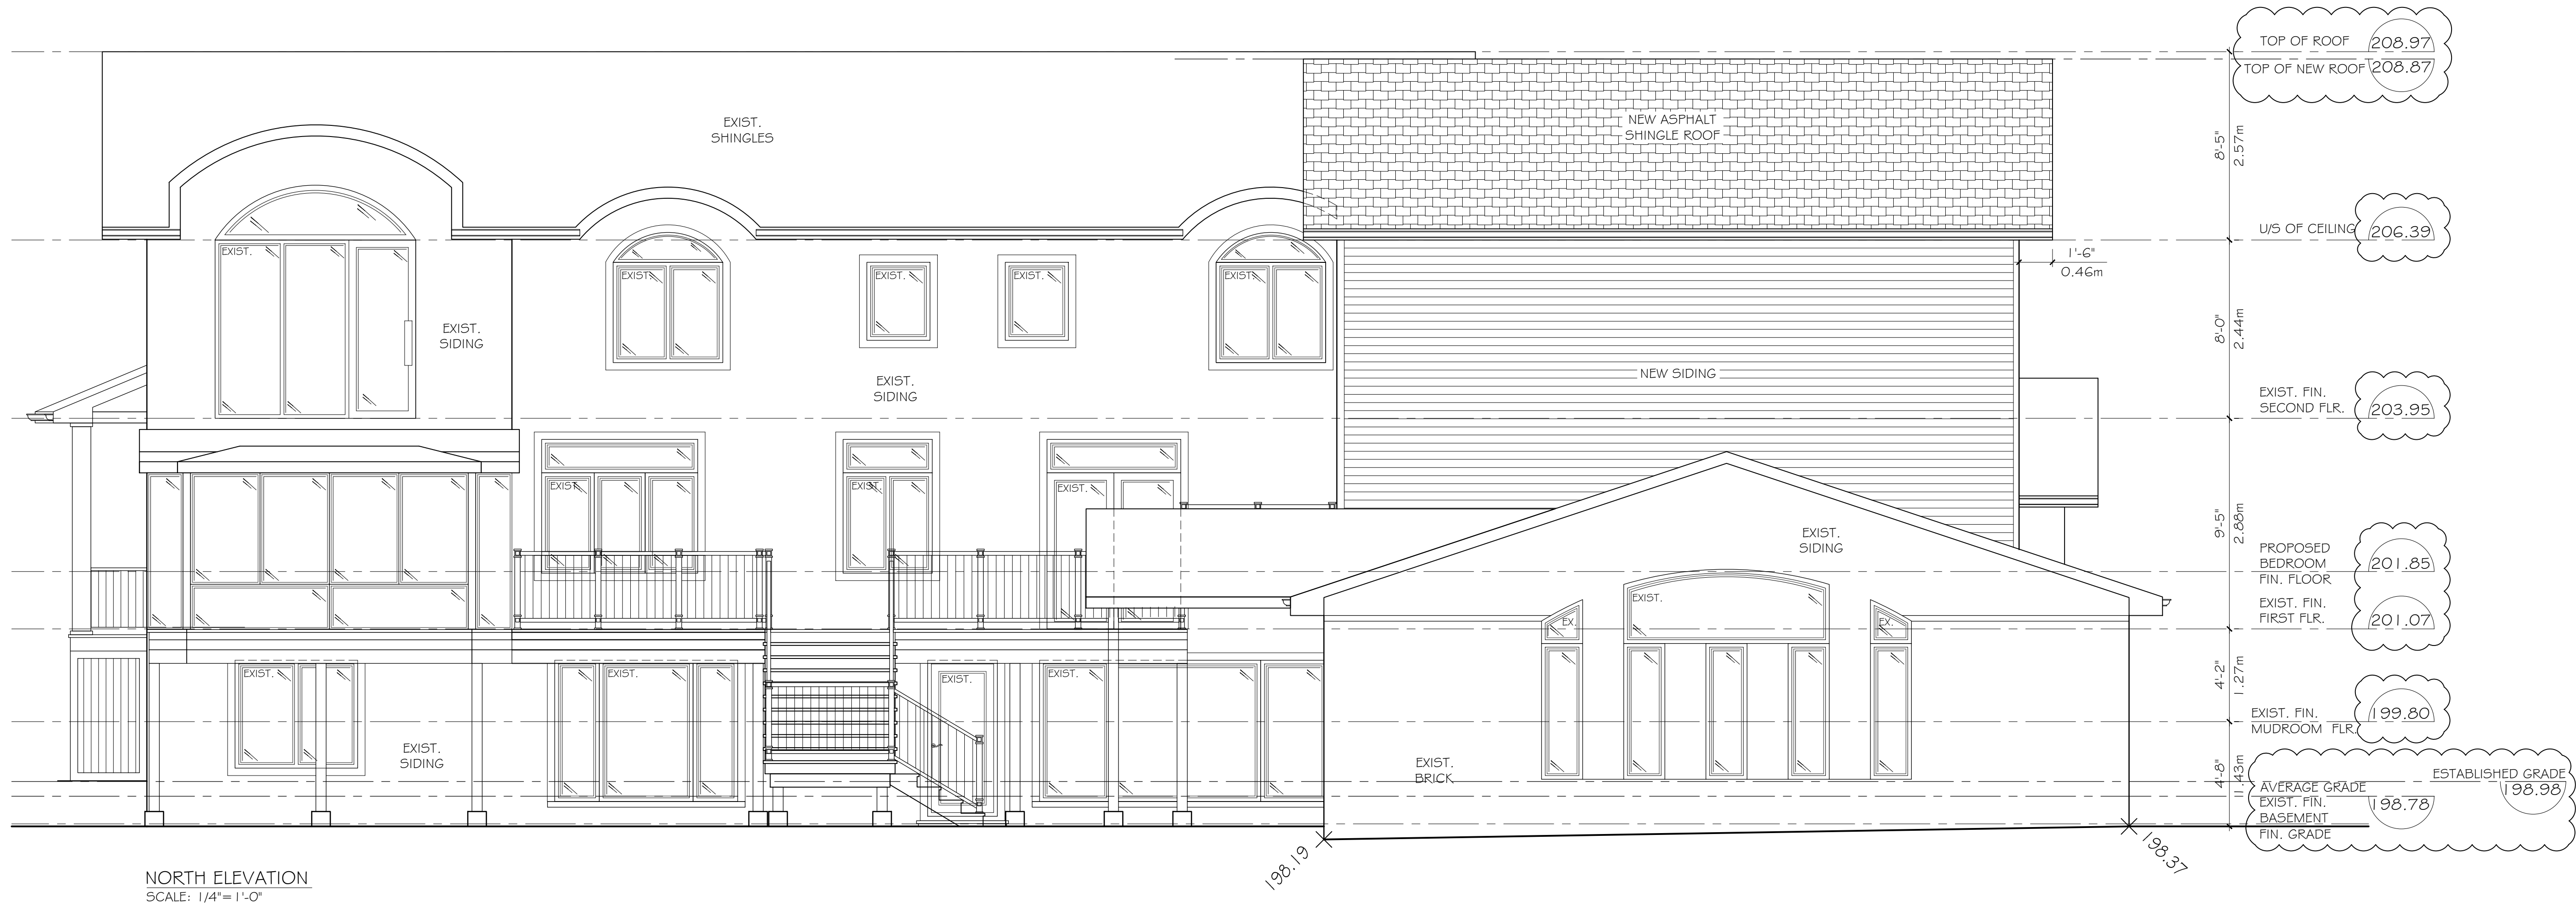 TOP OF ROOF 208.97
TOP OF NEW ROOF 208.87
EXIST.
SHINGLES
NEW ASPHALT
SHINGLE ROOF
8'-5"
2.57m
U/S OF CEILING 206.39
EXIST.
1'-6"
0.46m
EXIST.
EXIST.
EXIST.
EXIST.
EXIST.
SIDING
8'-0"
2.44m
EXIST.
SIDING
NEW SIDING
EXIST. FIN.
SECOND FLR. 203.95
EXIST.
EXIST.
EXIST.
9'-5"
2.88m
EXIST.
SIDING
PROPOSED
BEDROOM 201.85
FIN. FLOOR
EXIST.
EXIST. FIN.
FIRST FLR. 201.07
EX.
EX.
EXIST.
EXIST.
EXIST.
EXIST.
4'-2"
1.27m
EXIST. FIN. 199.80
MUDROOM FLR.
EXIST.
SIDING
EXIST.
BRICK
4'-8"
1.43m
ESTABLISHED GRADE
198.98
AVERAGE GRADE
EXIST. FIN. 198.78
BASEMENT
FIN. GRADE
198.19
198.37
NORTH ELEVATION
SCALE: 1/4"=1'-0"